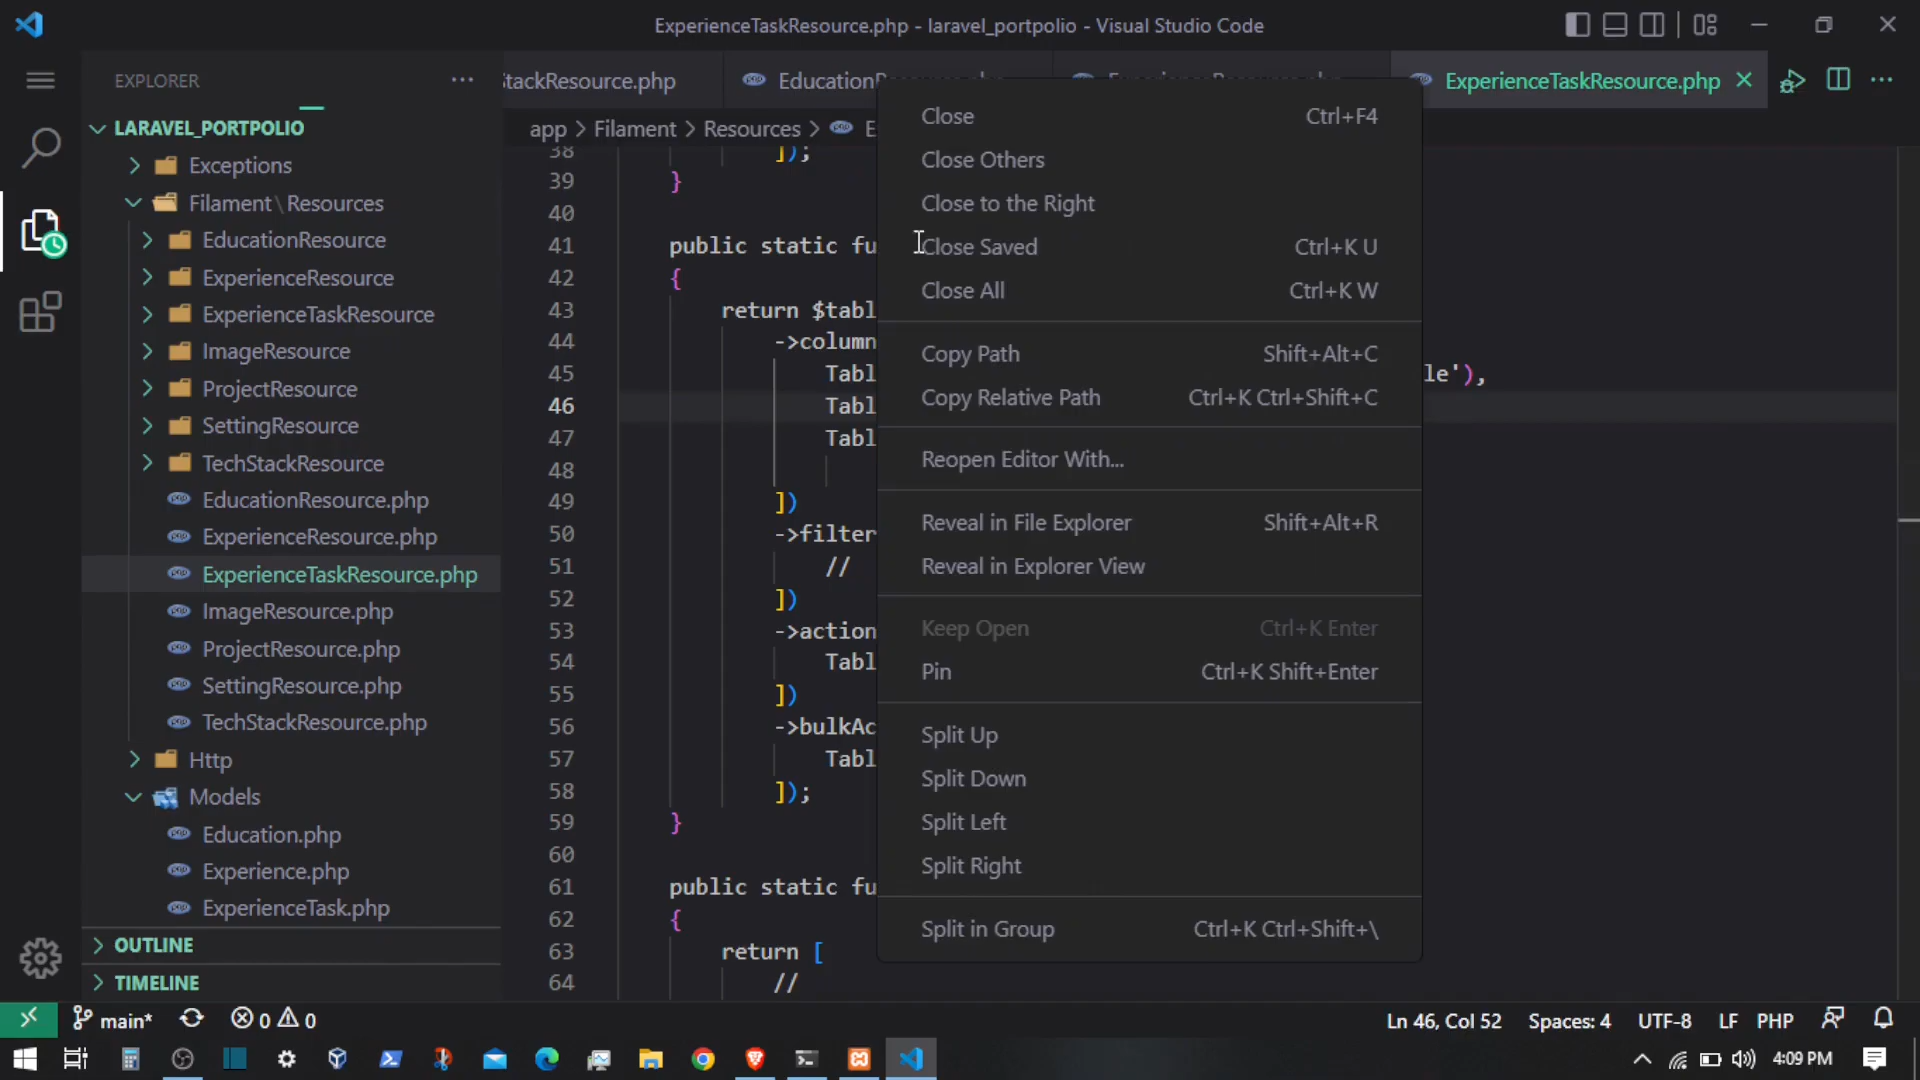 ExperienceTaskResource.php - laravel_portpolio - Visual Studio Code
EXPLORER
LARAVEL_PORTPOLIO
Exceptions
Filament\Resources
EducationResource
ExperienceResource
ExperienceTaskResource
ImageResource
ProjectResource
SettingResource
TechStackResource
EducationResource.php
ExperienceResource.php
ExperienceTaskResource.php
ImageResource.php
ProjectResource.php
SettingResource.php
TechStackResource.php
Http
Models
Education.php
Experience.php
ExperienceTask.php
OUTLINE
TIMELINE
StackResource.php
ExperienceTaskResource.php
app > Filament > Resources > E
38 ]);
39 }
40
41 public static fu
42 {
43 return $tabl
44 ->column
45 Tabl le'),
46 Tabl
47 Tabl
48
49 ])
50 ->filter
51 //
52 ])
53 ->action
54 Tabl
55 ])
56 ->bulkAc
57 Tabl
58 ]);
59 }
60
61 public static fu
62 {
63 return [
64 //
Close Ctrl+F4
Close Others
Close to the Right
Close Saved Ctrl+K U
Close All Ctrl+K W
Copy Path Shift+Alt+C
Copy Relative Path Ctrl+K Ctrl+Shift+C
Reopen Editor With...
Reveal in File Explorer Shift+Alt+R
Reveal in Explorer View
Keep Open Ctrl+K Enter
Pin Ctrl+K Shift+Enter
Split Up
Split Down
Split Left
Split Right
Split in Group Ctrl+K Ctrl+Shift+\
main* 0 0
Ln 46, Col 52 Spaces: 4 UTF-8 LF PHP
4:09 PM